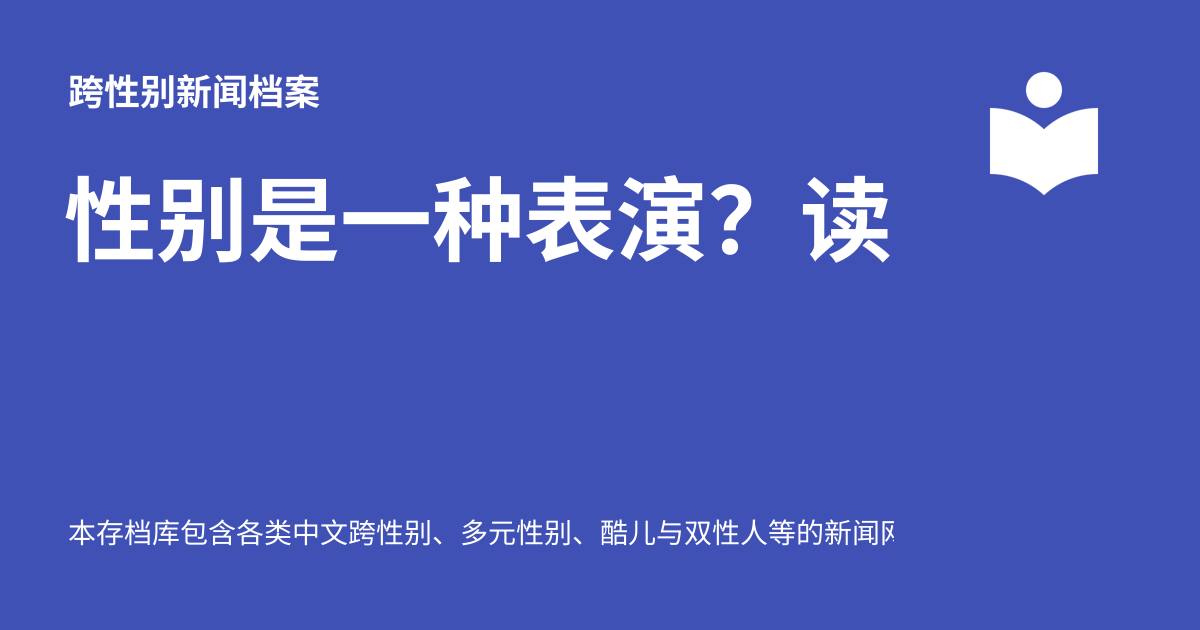 跨性别新闻档案
性别是一种表演？读
本存档库包含各类中文跨性别、多元性别、酷儿与双性人等的新闻